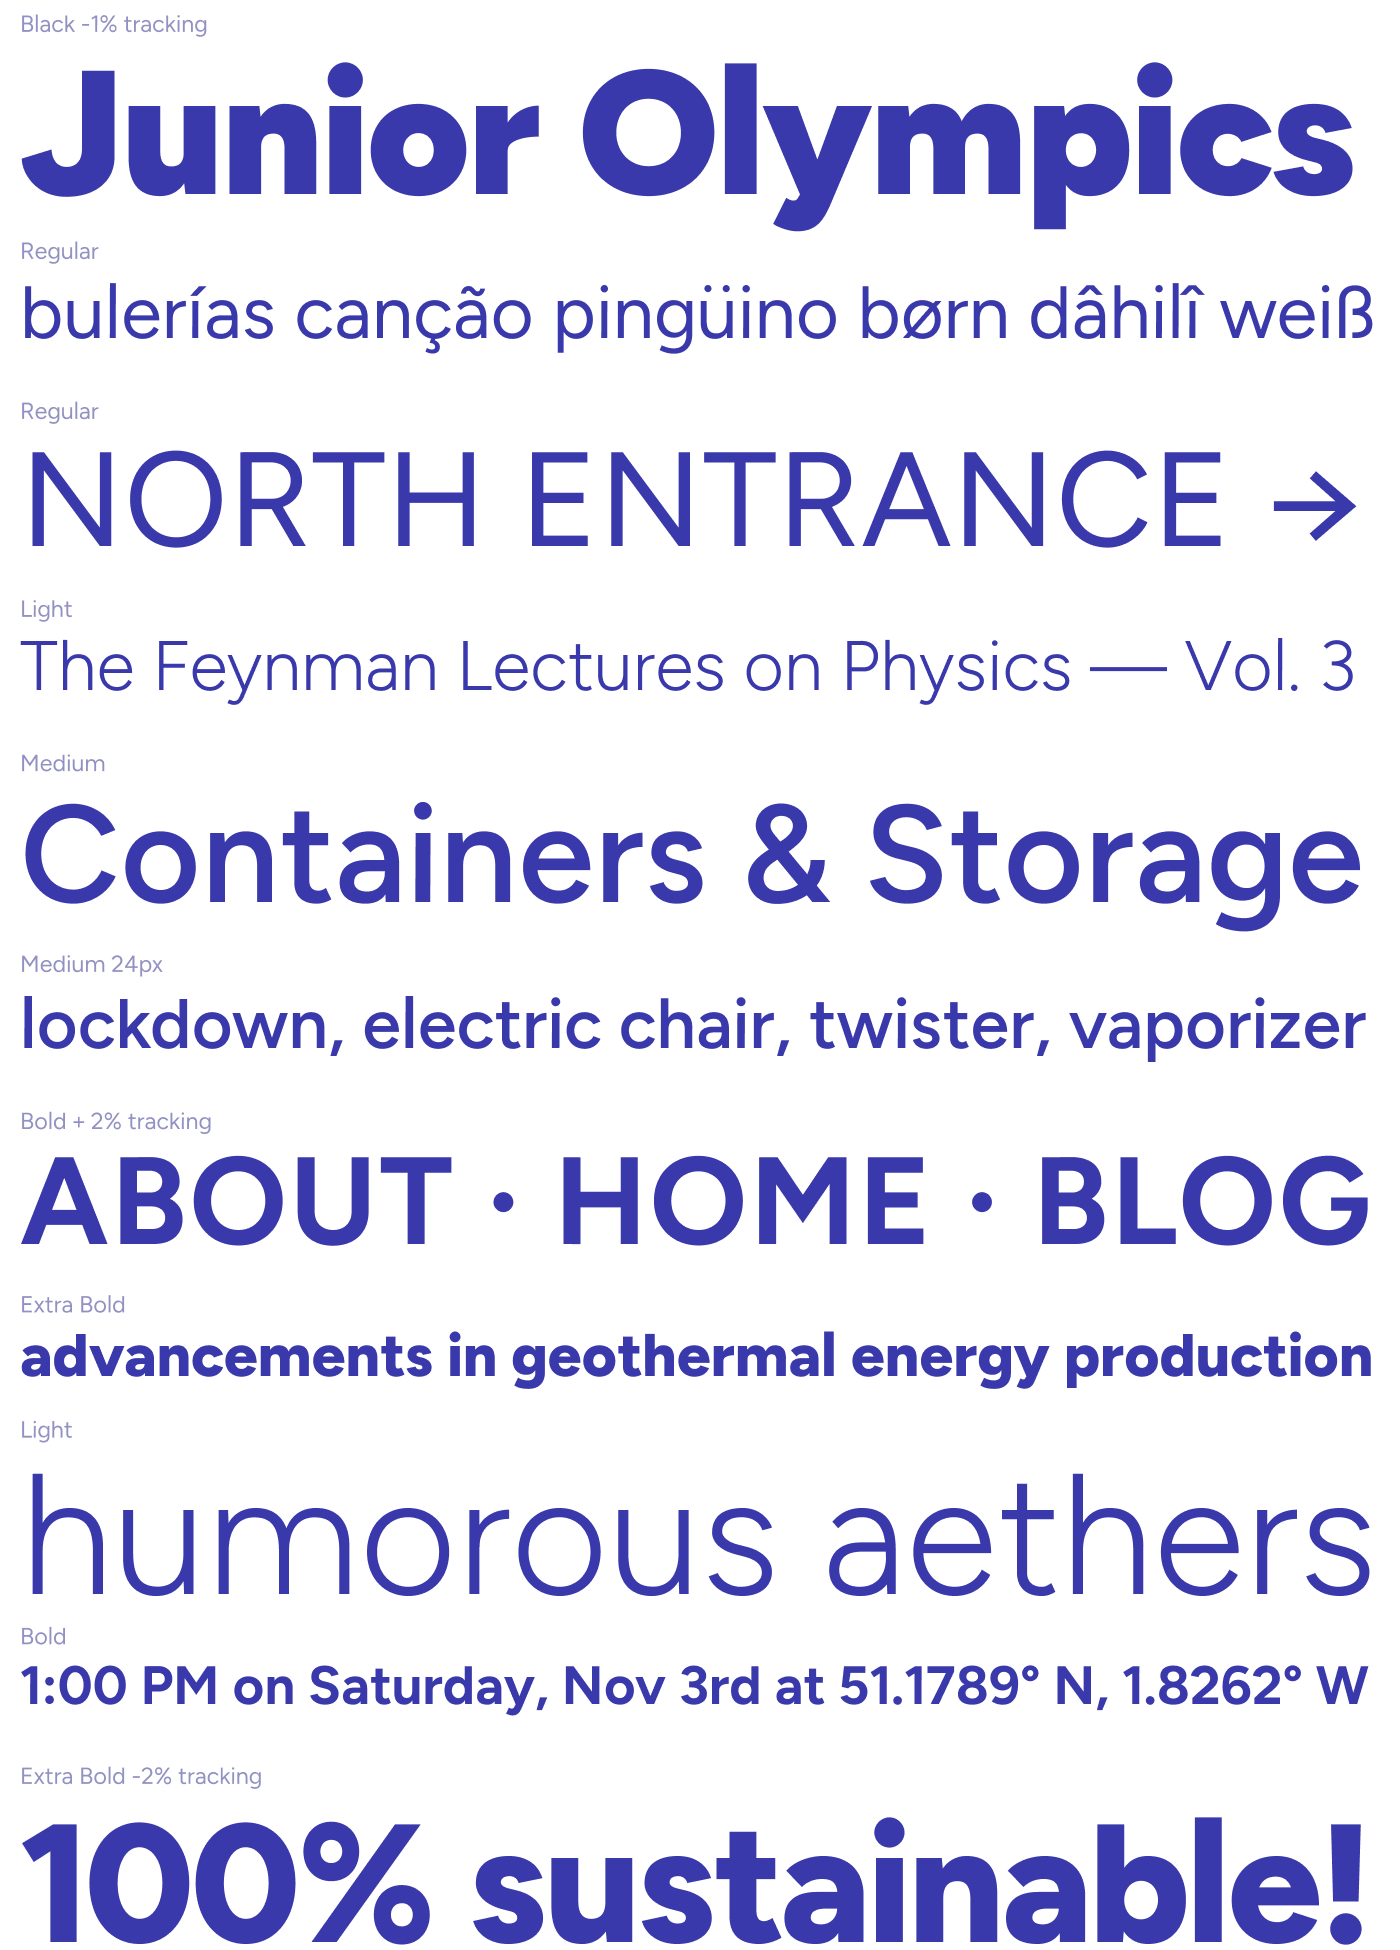 Black -1% tracking
Junior Olympics
Regular
bulerías canção pingüino børn dâhilî weiß
Regular
NORTH ENTRANCE →
Light
The Feynman Lectures on Physics — Vol. 3
Medium
Containers & Storage
Medium 24px
lockdown, electric chair, twister, vaporizer
Bold + 2% tracking
ABOUT · HOME · BLOG
Extra Bold
advancements in geothermal energy production
Light
humorous aethers
Bold
1:00 PM on Saturday, Nov 3rd at 51.1789° N, 1.8262° W
Extra Bold -2% tracking
100% sustainable!